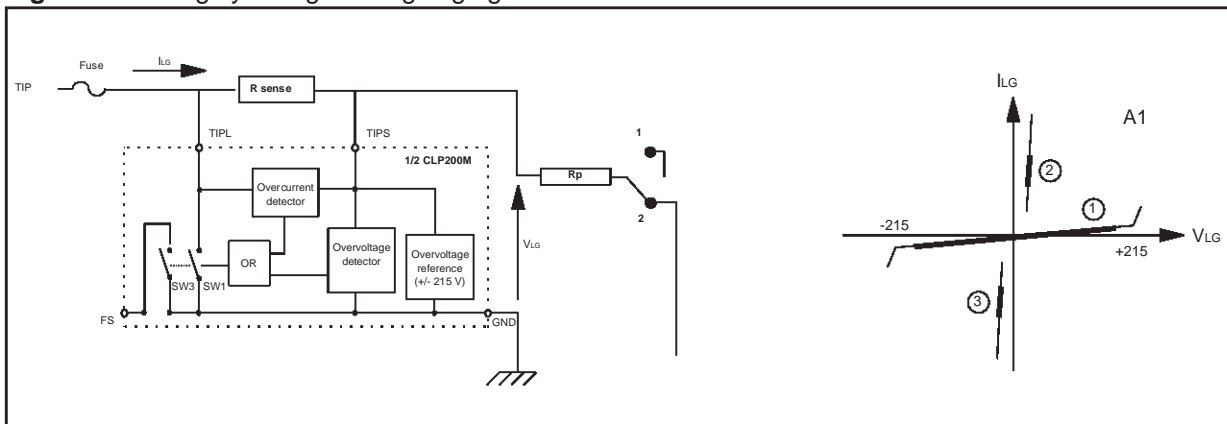 Fuse
ILG
TIP
R sense
TIPL
TIPS
1/2 CLP200M
Overcurrent
detector
OR
Overvoltage
detector
Overvoltage
reference
(+/- 215 V)
SW3
SW1
FS
GND
VLG
Rp
1
2
ILG
A1
2
1
-215
+215
VLG
3